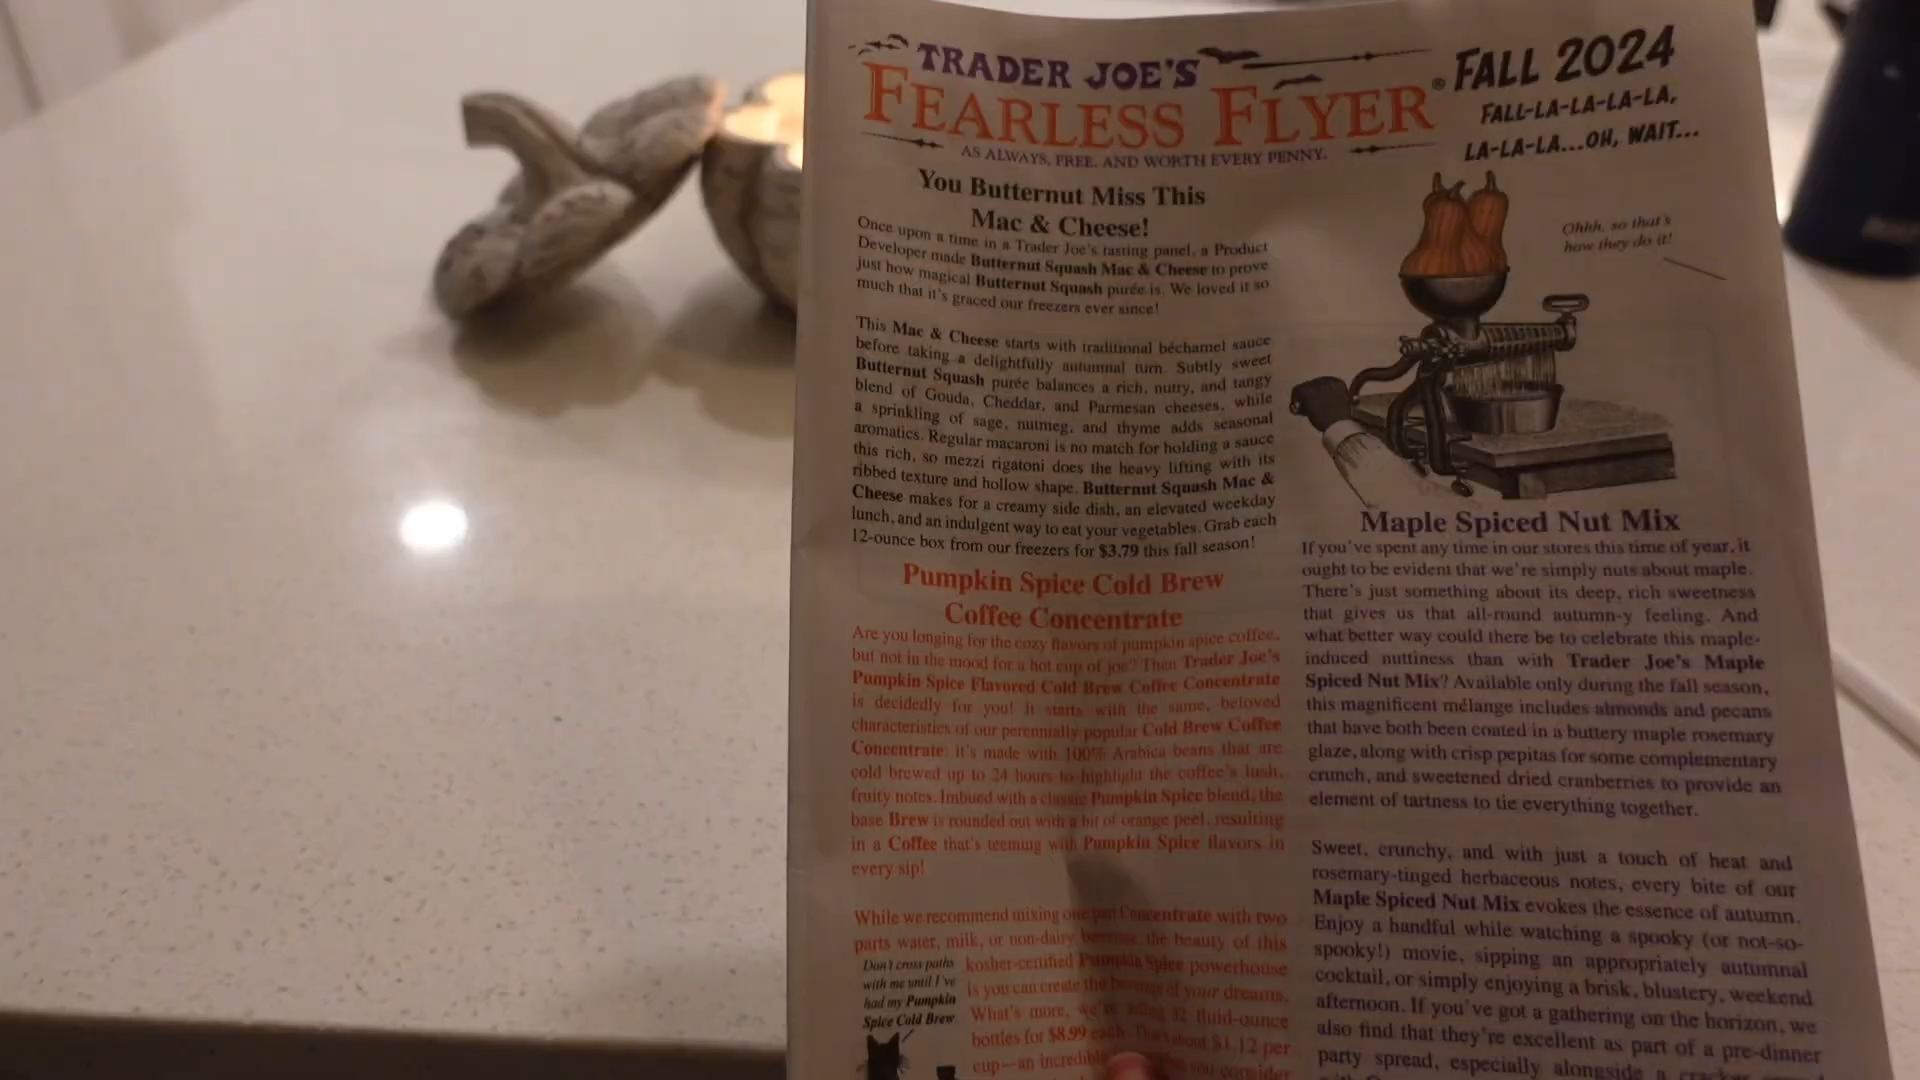 TRADER JOE'S
FEARLESS FLYER®
AS ALWAYS, FREE, AND WORTH EVERY PENNY.
FALL 2024
FALL-LA-LA-LA-LA,
LA-LA-LA...OH, WAIT...
You Butternut Miss This
Mac & Cheese!
Once upon a time in a Trader Joe's tasting panel, a Product
Developer made Butternut Squash Mac & Cheese to prove
just how magical Butternut Squash purée is. We loved it so
much that it's graced our freezers ever since!
This Mac & Cheese starts with traditional béchamel sauce
before taking a delightfully autumnal turn. Subtly sweet
Butternut Squash purée balances a rich, nutty, and tangy
blend of Gouda, Cheddar, and Parmesan cheeses, while
a sprinkling of sage, nutmeg, and thyme adds seasonal
aromatics. Regular macaroni is no match for holding a sauce
this rich, so mezzi rigatoni does the heavy lifting with its
ribbed texture and hollow shape. Butternut Squash Mac &
Cheese makes for a creamy side dish, an elevated weekday
lunch, and an indulgent way to eat your vegetables. Grab each
12-ounce box from our freezers for $3.79 this fall season!
Pumpkin Spice Cold Brew
Coffee Concentrate
Are you longing for the cozy flavors of pumpkin spice coffee,
but not in the mood for a hot cup of joe? Then Trader Joe's
Pumpkin Spice Flavored Cold Brew Coffee Concentrate
is decidedly for you! It starts with the same, beloved
characteristics of our perennially popular Cold Brew Coffee
Concentrate: it's made with 100% Arabica beans that are
cold brewed up to 24 hours to highlight the coffee's lush,
fruity notes. Imbued with a classic Pumpkin Spice blend, the
base Brew is rounded out with a bit of orange peel, resulting
in a Coffee that's teeming with Pumpkin Spice flavors in
every sip!
While we recommend mixing one part Concentrate with two
parts water, milk, or non-dairy beverage, the beauty of this
kosher-certified Pumpkin Spice powerhouse
is you can create the beverage of your dreams.
What's more, we're selling 32 fluid-ounce
bottles for $8.99 each. That's about $1.12 per
cup—an incredible you consider
Don't cross paths
with me until I've
had my Pumpkin
Spice Cold Brew
Ohhh, so that's
how they do it!
Maple Spiced Nut Mix
If you've spent any time in our stores this time of year, it
ought to be evident that we're simply nuts about maple.
There's just something about its deep, rich sweetness
that gives us that all-round autumn-y feeling. And
what better way could there be to celebrate this maple-
induced nuttiness than with Trader Joe's Maple
Spiced Nut Mix? Available only during the fall season,
this magnificent mélange includes almonds and pecans
that have both been coated in a buttery maple rosemary
glaze, along with crisp pepitas for some complementary
crunch, and sweetened dried cranberries to provide an
element of tartness to tie everything together.
Sweet, crunchy, and with just a touch of heat and
rosemary-tinged herbaceous notes, every bite of our
Maple Spiced Nut Mix evokes the essence of autumn.
Enjoy a handful while watching a spooky (or not-so-
spooky!) movie, sipping an appropriately autumnal
cocktail, or simply enjoying a brisk, blustery, weekend
afternoon. If you've got a gathering on the horizon, we
also find that they're excellent as part of a pre-dinner
party spread, especially alongside a cracker